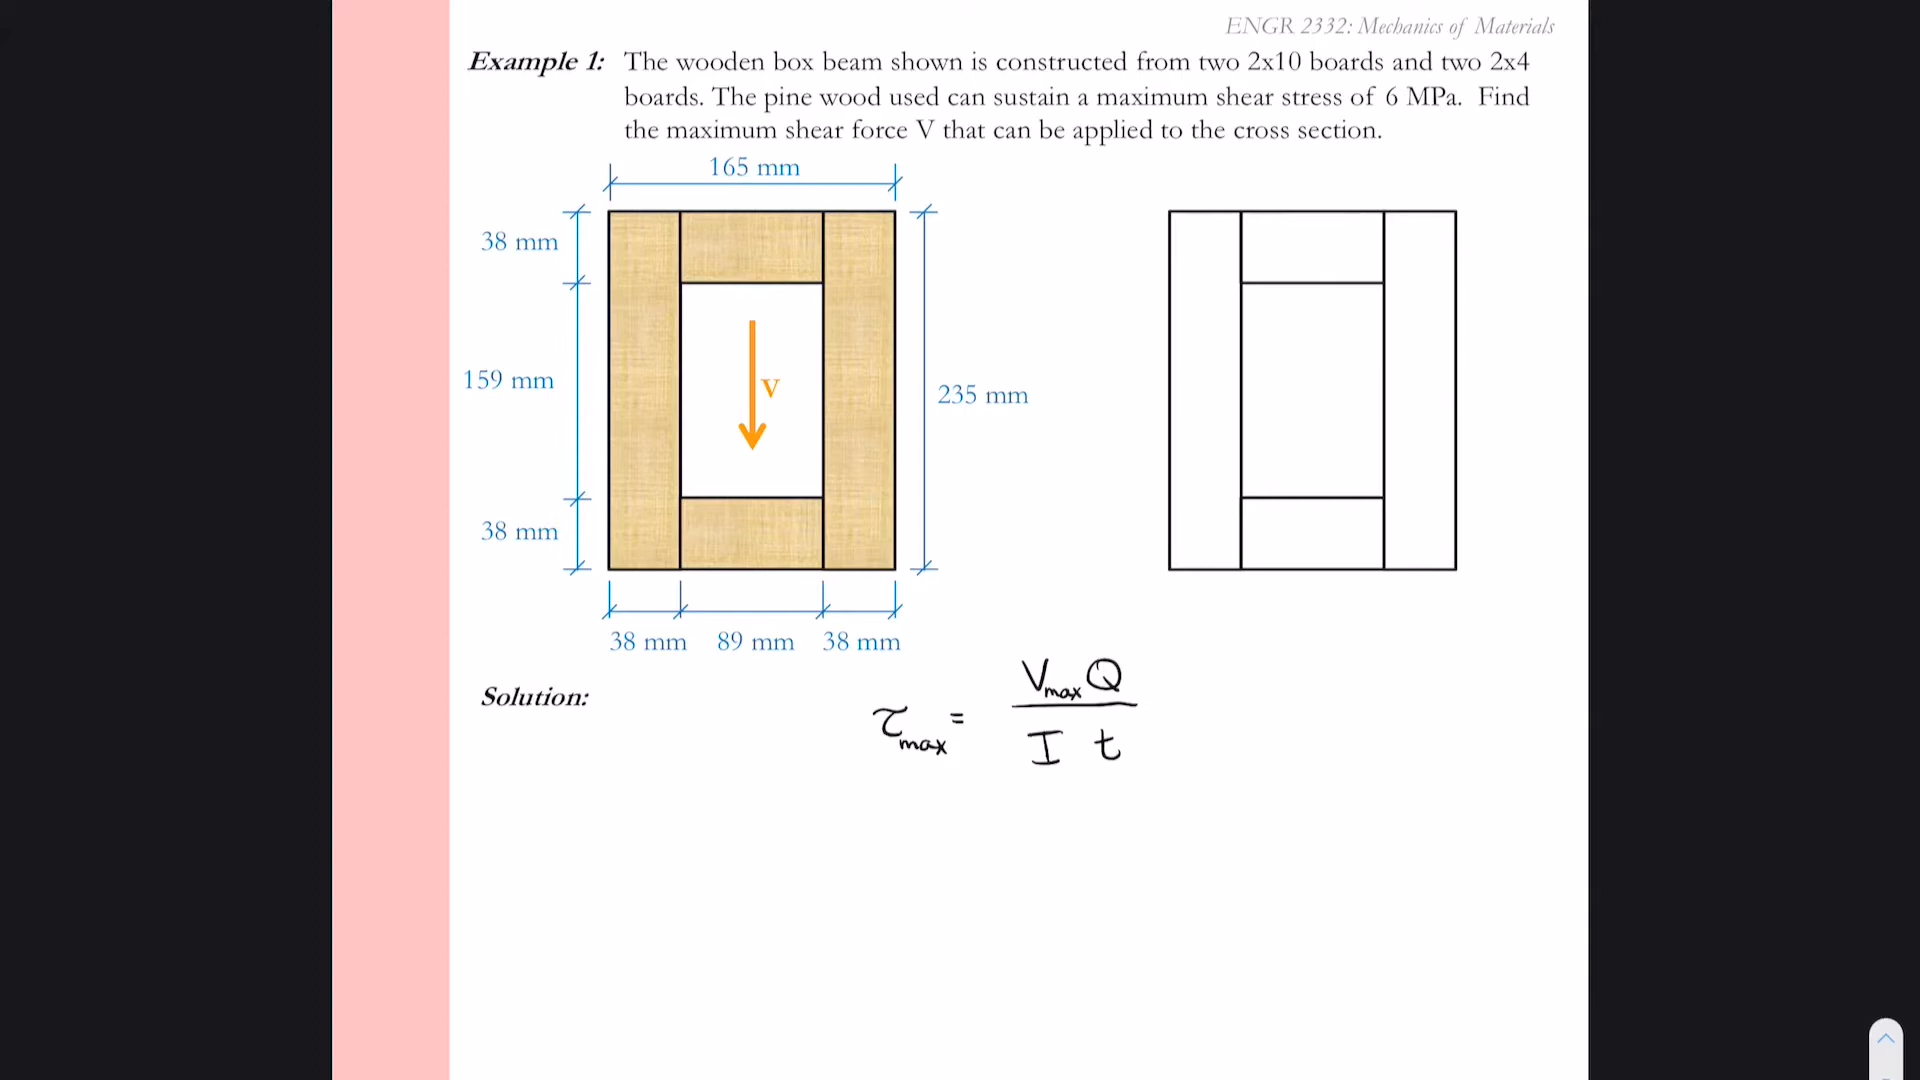 ENGR 2332: Mechanics of Materials
Example 1: The wooden box beam shown is constructed from two 2x10 boards and two 2x4
boards. The pine wood used can sustain a maximum shear stress of 6 MPa. Find
the maximum shear force V that can be applied to the cross section.
165 mm
38 mm
159 mm
V
235 mm
38 mm
38 mm 89 mm 38 mm
Solution:
τmax = VmaxQ / I t